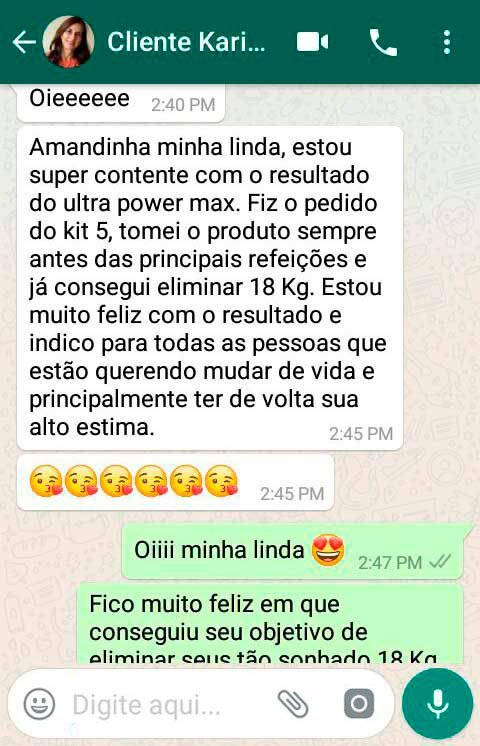 Cliente Kari...
Oieeeeee 2:40 PM
Amandinha minha linda, estou
super contente com o resultado
do ultra power max. Fiz o pedido
do kit 5, tomei o produto sempre
antes das principais refeições e
já consegui eliminar 18 Kg. Estou
muito feliz com o resultado e
indico para todas as pessoas que
estão querendo mudar de vida e
principalmente ter de volta sua
alto estima.
2:45 PM
😘😘😘😘😘😘 2:45 PM
Oiiii minha linda 😍 2:47 PM
Fico muito feliz em que
conseguiu seu objetivo de
eliminar seus tão sonhado 18 Kg
Digite aqui...